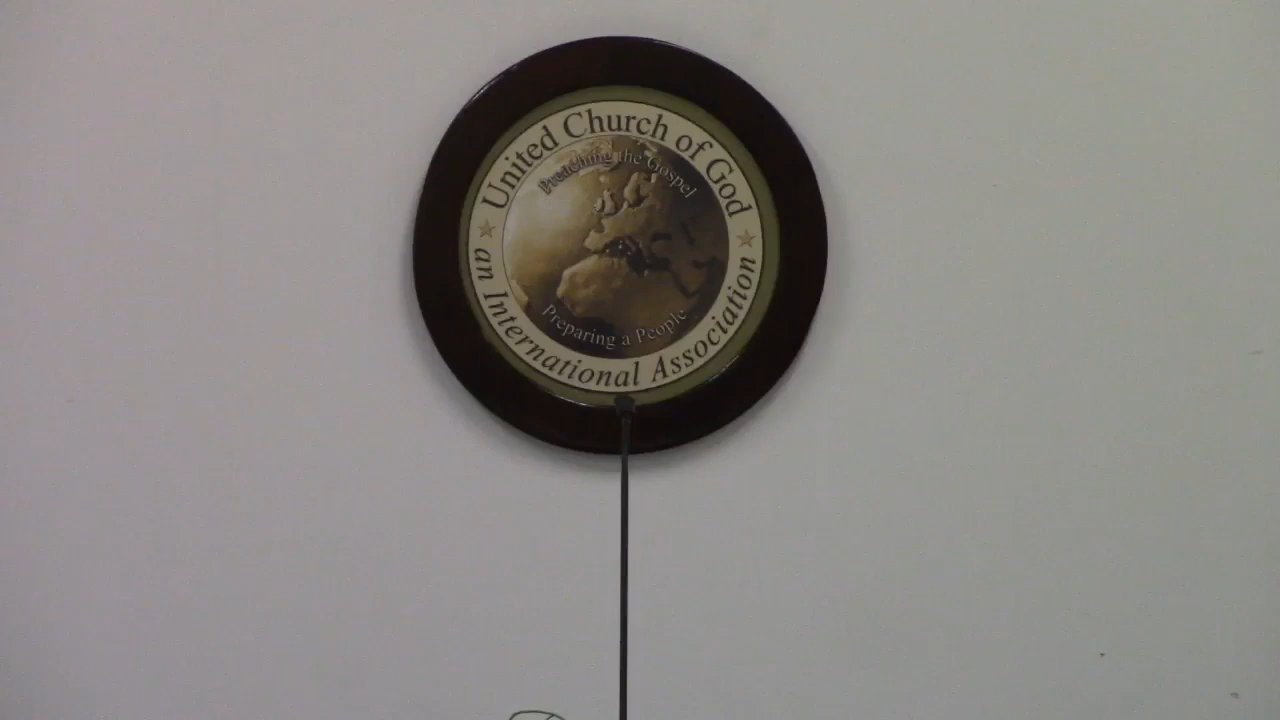 United Church of God
Preaching the Gospel
Preparing a People
an International Association